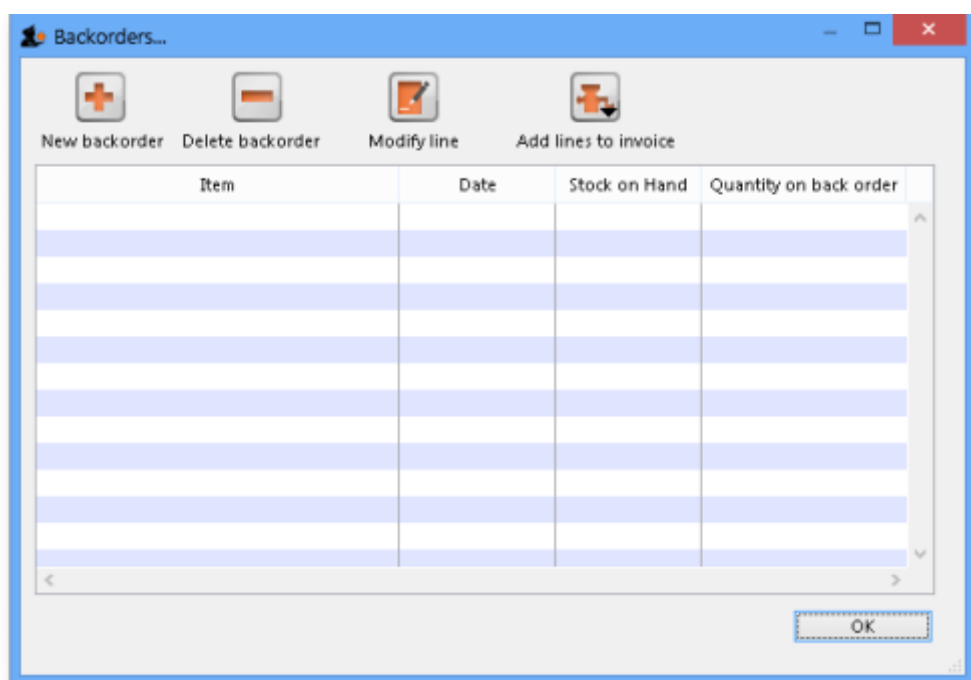 Backorders...
New backorder Delete backorder Modify line Add lines to invoice
Item Date Stock on Hand Quantity on back order
OK